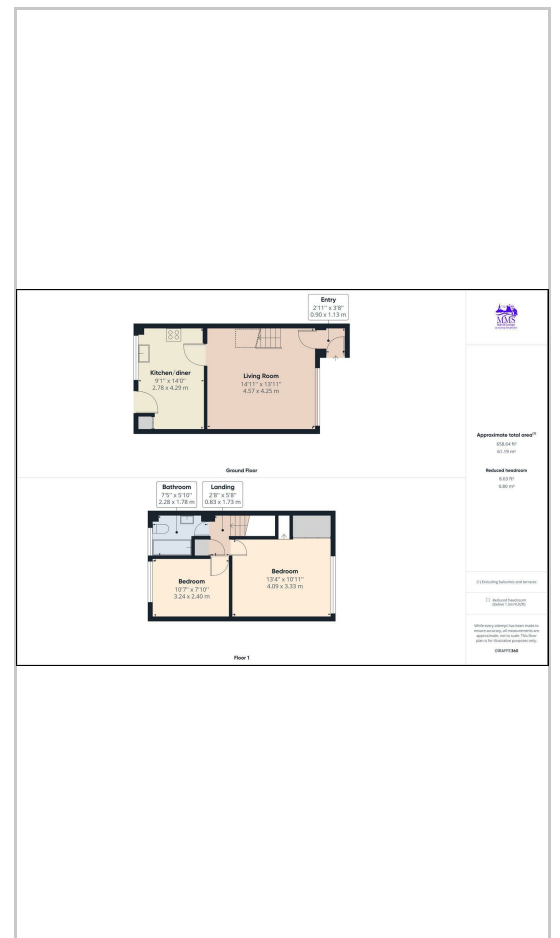 Entry
2'11" x 3'8"
0.90 x 1.13 m
Kitchen/diner
9'1" x 14'0"
2.78 x 4.29 m
Living Room
14'11" x 13'11"
4.57 x 4.25 m
Ground Floor
Bathroom
7'5" x 5'10"
2.28 x 1.78 m
Landing
2'8" x 5'8"
0.83 x 1.73 m
Bedroom
10'7" x 7'10"
3.24 x 2.40 m
Bedroom
13'4" x 10'11"
4.09 x 3.33 m
Floor 1
MMS
Approximate total area(1)
658.64 ft²
61.19 m²
Reduced headroom
8.63 ft²
0.80 m²
(1) Excluding balconies and terraces
Reduced headroom
While every attempt has been made to
ensure accuracy, all measurements are
approximate, not to scale. This floor
plan is for illustrative purposes only.
GIRAFFE360